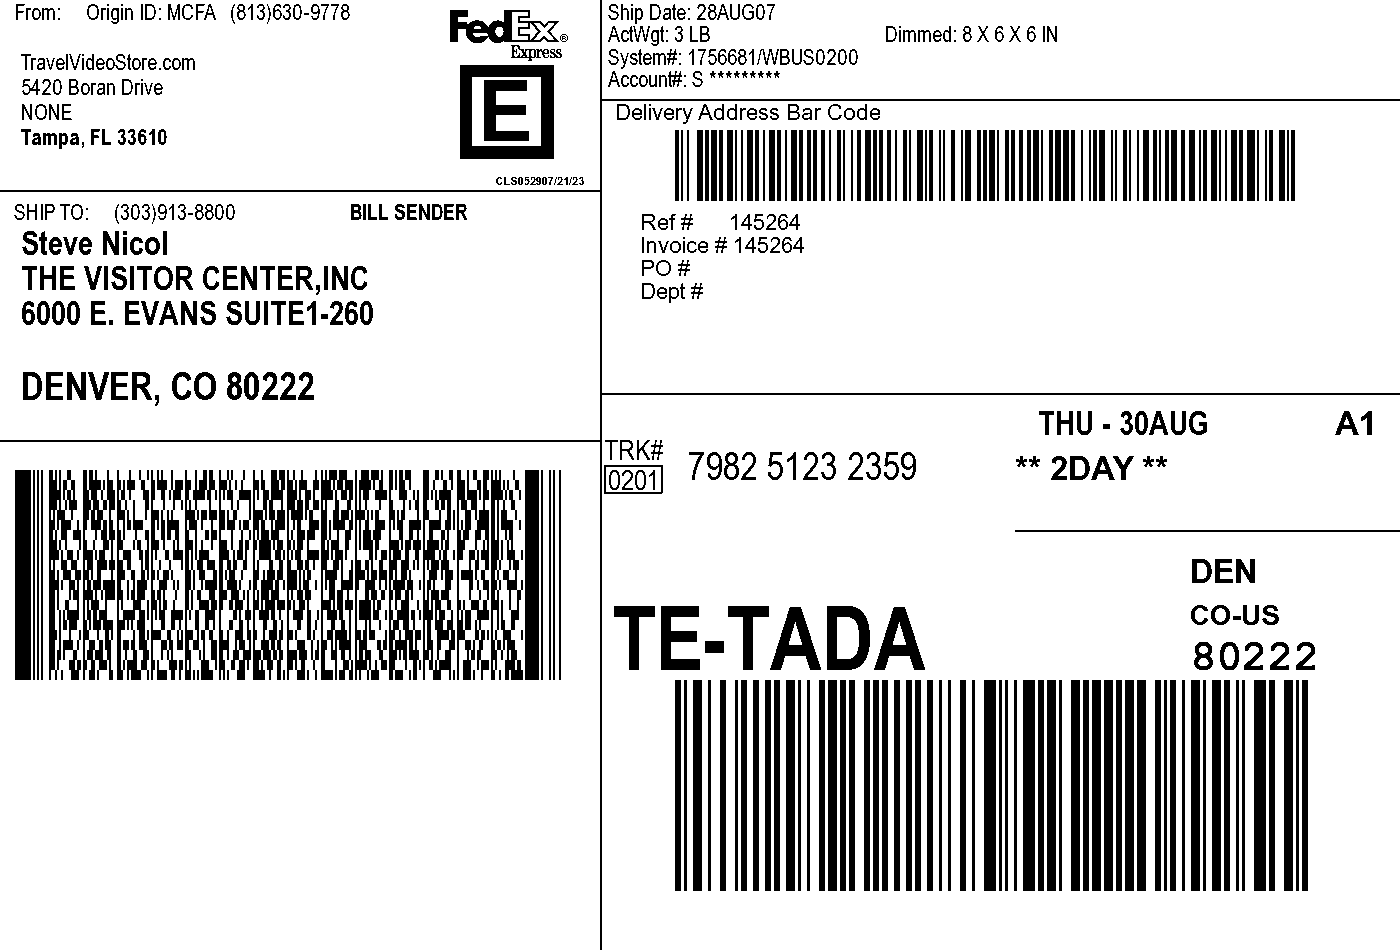 From: Origin ID: MCFA (813)630-9778
TravelVideoStore.com
5420 Boran Drive
NONE
Tampa, FL 33610
FedEx®
Express
E
CLS052907/21/23
SHIP TO: (303)913-8800 BILL SENDER
Steve Nicol
THE VISITOR CENTER,INC
6000 E. EVANS SUITE1-260
DENVER, CO 80222
Ship Date: 28AUG07
ActWgt: 3 LB Dimmed: 8 X 6 X 6 IN
System#: 1756681/WBUS0200
Account#: S *********
Delivery Address Bar Code
Ref # 145264
Invoice # 145264
PO #
Dept #
THU - 30AUG A1
TRK# 7982 5123 2359 ** 2DAY **
0201
DEN
TE-TADA CO-US
80222